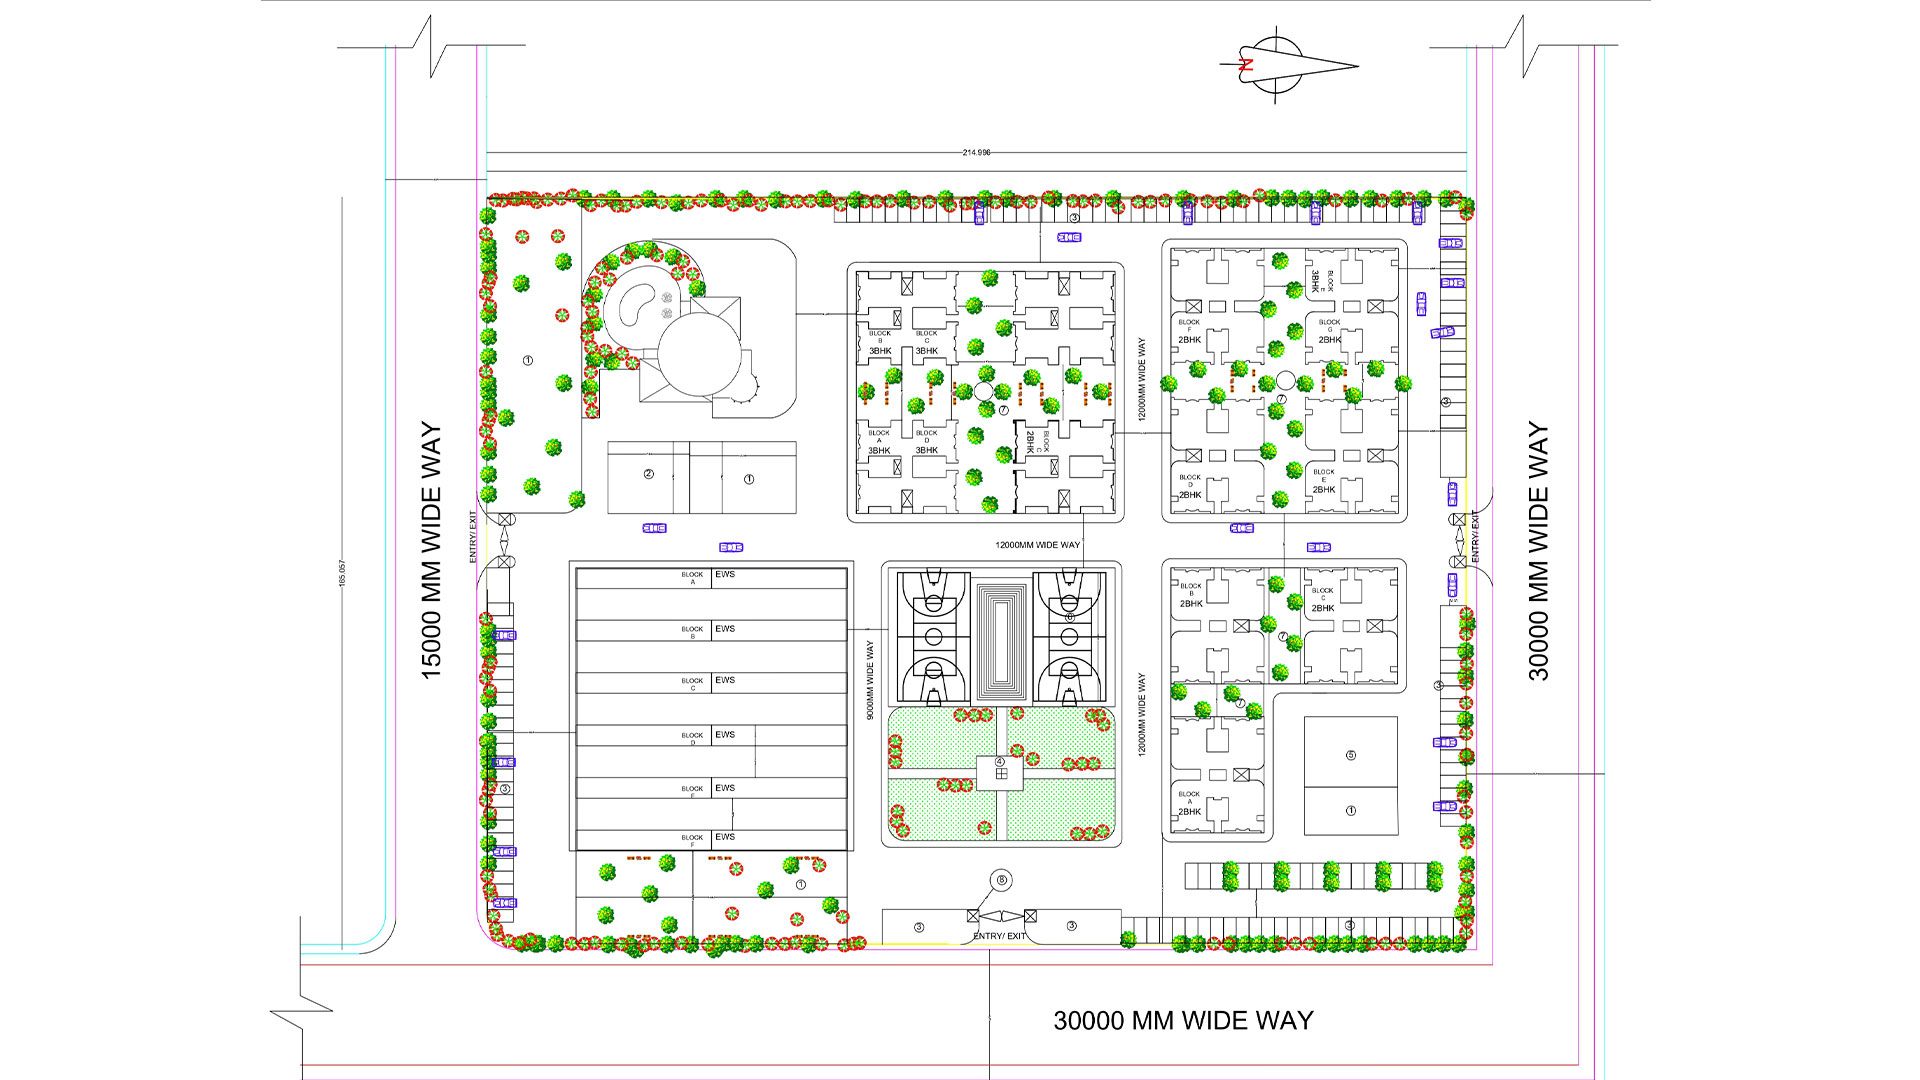 N
214.996
3
165.057
15000 MM WIDE WAY
30000 MM WIDE WAY
1
BLOCK
B
3BHK
BLOCK
C
3BHK
7
BLOCK
A
3BHK
BLOCK
D
3BHK
BLOCK
C
2BHK
12000MM WIDE WAY
BLOCK
E
3BHK
BLOCK
F
2BHK
BLOCK
G
2BHK
7
BLOCK
D
2BHK
BLOCK
E
2BHK
3
2
1
ENTRY/ EXIT
ENTRY/ EXIT
12000MM WIDE WAY
BLOCK
A
EWS
BLOCK
B
EWS
BLOCK
C
EWS
BLOCK
D
EWS
BLOCK
E
EWS
BLOCK
F
EWS
9000MM WIDE WAY
6
4
12000MM WIDE WAY
BLOCK
B
2BHK
BLOCK
C
2BHK
7
7
BLOCK
A
2BHK
5
1
3
3
1
8
3
3
ENTRY/ EXIT
3
30000 MM WIDE WAY